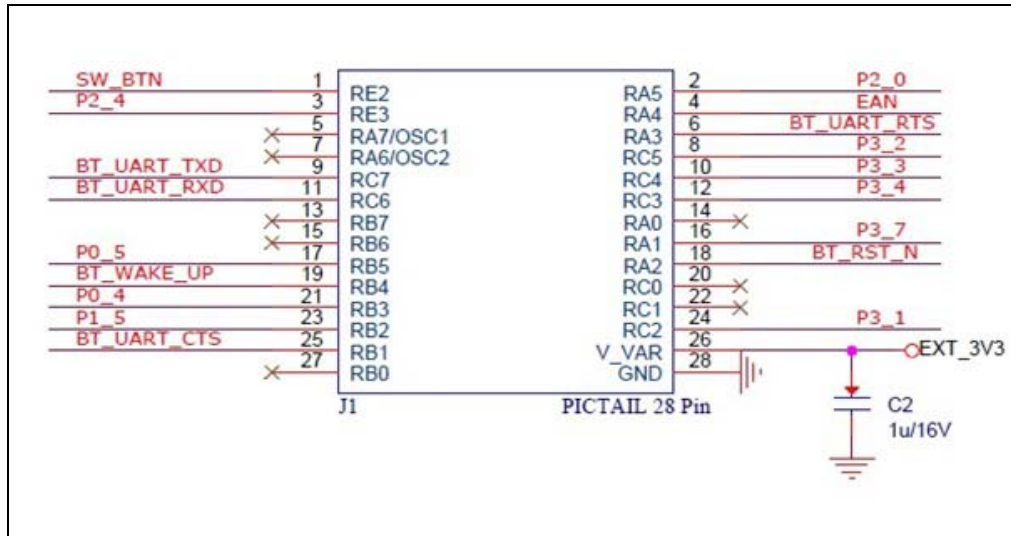 SW_BTN 1 RE2 RA5 2 P2_0
P2_4 3 RE3 RA4 4 EAN
5 RA7/OSC1 RA3 6 BT_UART_RTS
7 RA6/OSC2 RC5 8 P3_2
BT_UART_TXD 9 RC7 RC4 10 P3_3
BT_UART_RXD 11 RC6 RC3 12 P3_4
13 RB7 RA0 14
15 RB6 RA1 16 P3_7
P0_5 17 RB5 RA2 18 BT_RST_N
BT_WAKE_UP 19 RB4 RC0 20
P0_4 21 RB3 RC1 22
P1_5 23 RB2 RC2 24 P3_1
BT_UART_CTS 25 RB1 V_VAR 26 EXT_3V3
27 RB0 GND 28
J1 PICTAIL 28 Pin
C2
1u/16V